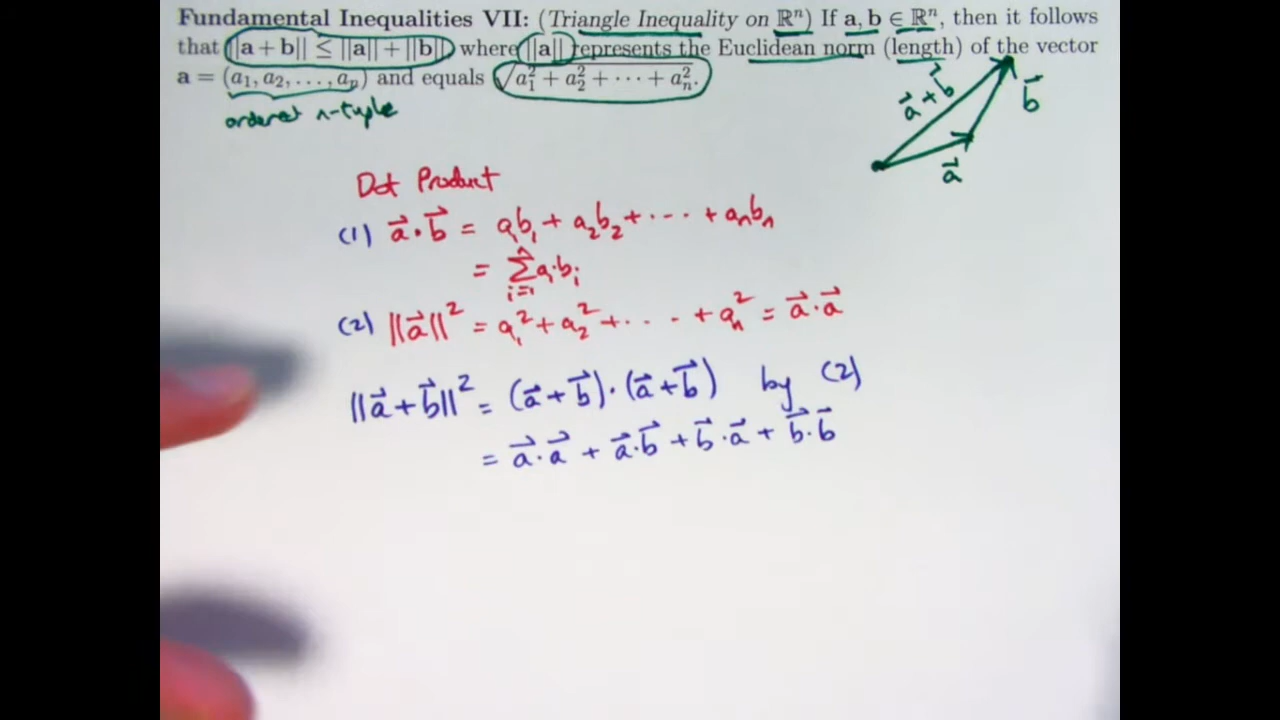 Fundamental Inequalities VII: (Triangle Inequality on ℝⁿ) If a, b ∈ ℝⁿ, then it follows
that ||a + b|| ≤ ||a|| + ||b|| where ||a|| represents the Euclidean norm (length) of the vector
a = (a₁, a₂, . . . , aₙ) and equals √(a₁² + a₂² + · · · + aₙ²).
ordered n-tuple
a⃗ + b⃗
b⃗
a⃗
Dot Product
(1) a⃗ · b⃗ = a₁b₁ + a₂b₂ + · · · + aₙbₙ
= ∑ᵢ₌₁ⁿ aᵢ·bᵢ
(2) ||a⃗||² = a₁² + a₂² + · · · + aₙ² = a⃗ · a⃗
||a⃗ + b⃗||² = (a⃗ + b⃗) · (a⃗ + b⃗) by (2)
= a⃗ · a⃗ + a⃗ · b⃗ + b⃗ · a⃗ + b⃗ · b⃗